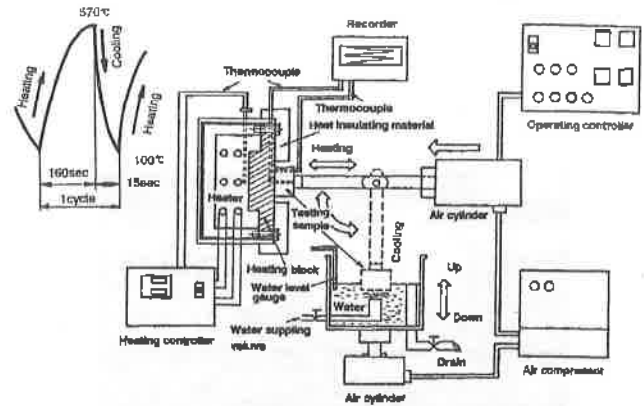 570℃
Heating
Cooling
Heating
100℃
160sec
15sec
1cycle
Recorder
Thermocouple
Thermocouple
Heat insulating material
Heating
Operating controller
Heater
Testing
sample
Air cylinder
Cooling
Heating block
Water level
gauge
Water
Up
Down
Water suppling
valuve
Heating controller
Drain
Air cylinder
Air compressor